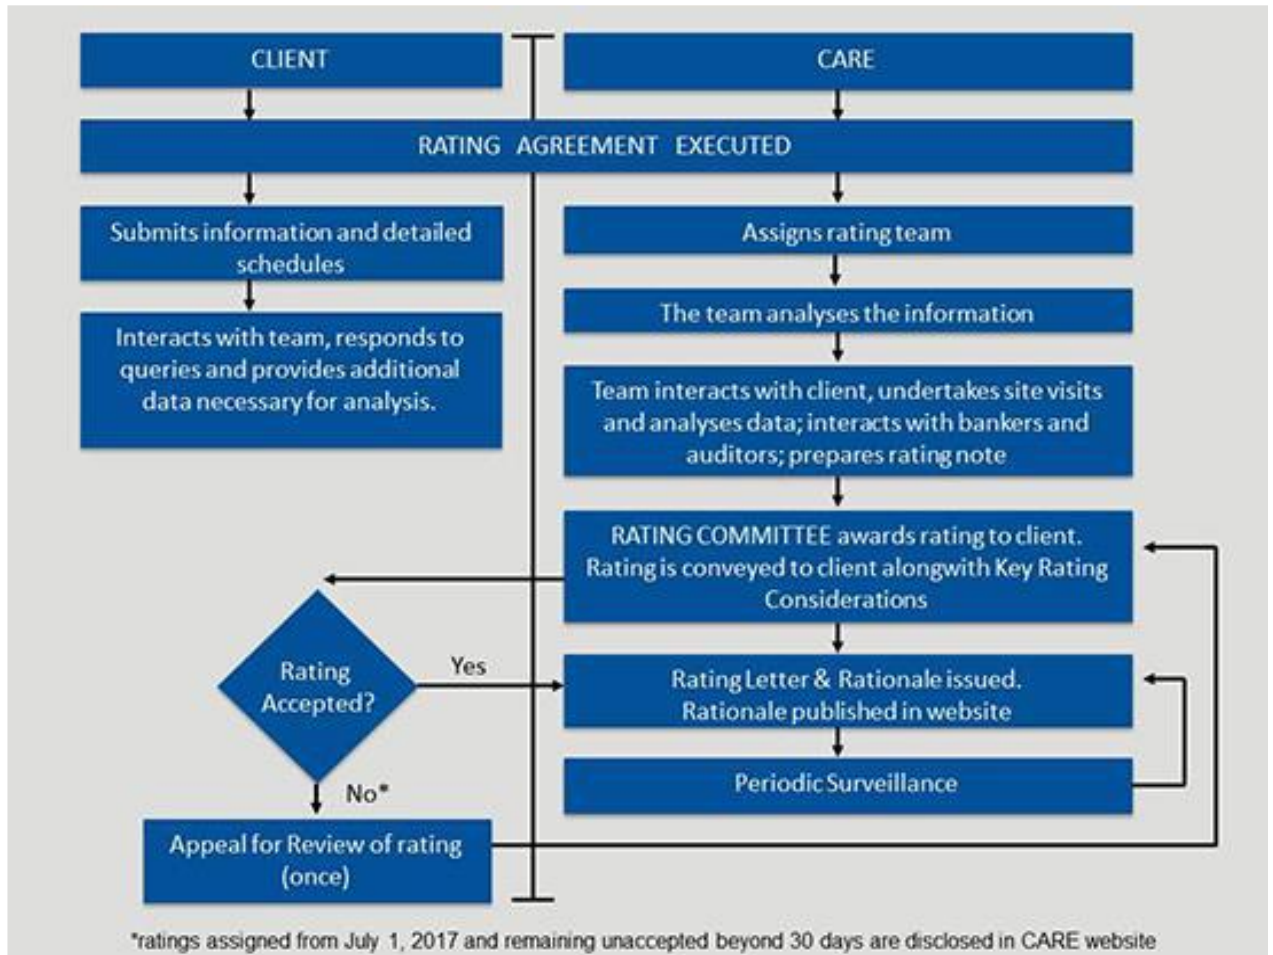 CLIENT
CARE
RATING AGREEMENT EXECUTED
Submits information and detailed
schedules
Assigns rating team
Interacts with team, responds to
queries and provides additional
data necessary for analysis.
The team analyses the information
Team interacts with client, undertakes site visits
and analyses data; interacts with bankers and
auditors; prepares rating note
RATING COMMITTEE awards rating to client.
Rating is conveyed to client alongwith Key Rating
Considerations
Rating
Accepted?
Yes
Rating Letter & Rationale issued.
Rationale published in website
No*
Periodic Surveillance
Appeal for Review of rating
(once)
*ratings assigned from July 1, 2017 and remaining unaccepted beyond 30 days are disclosed in CARE website